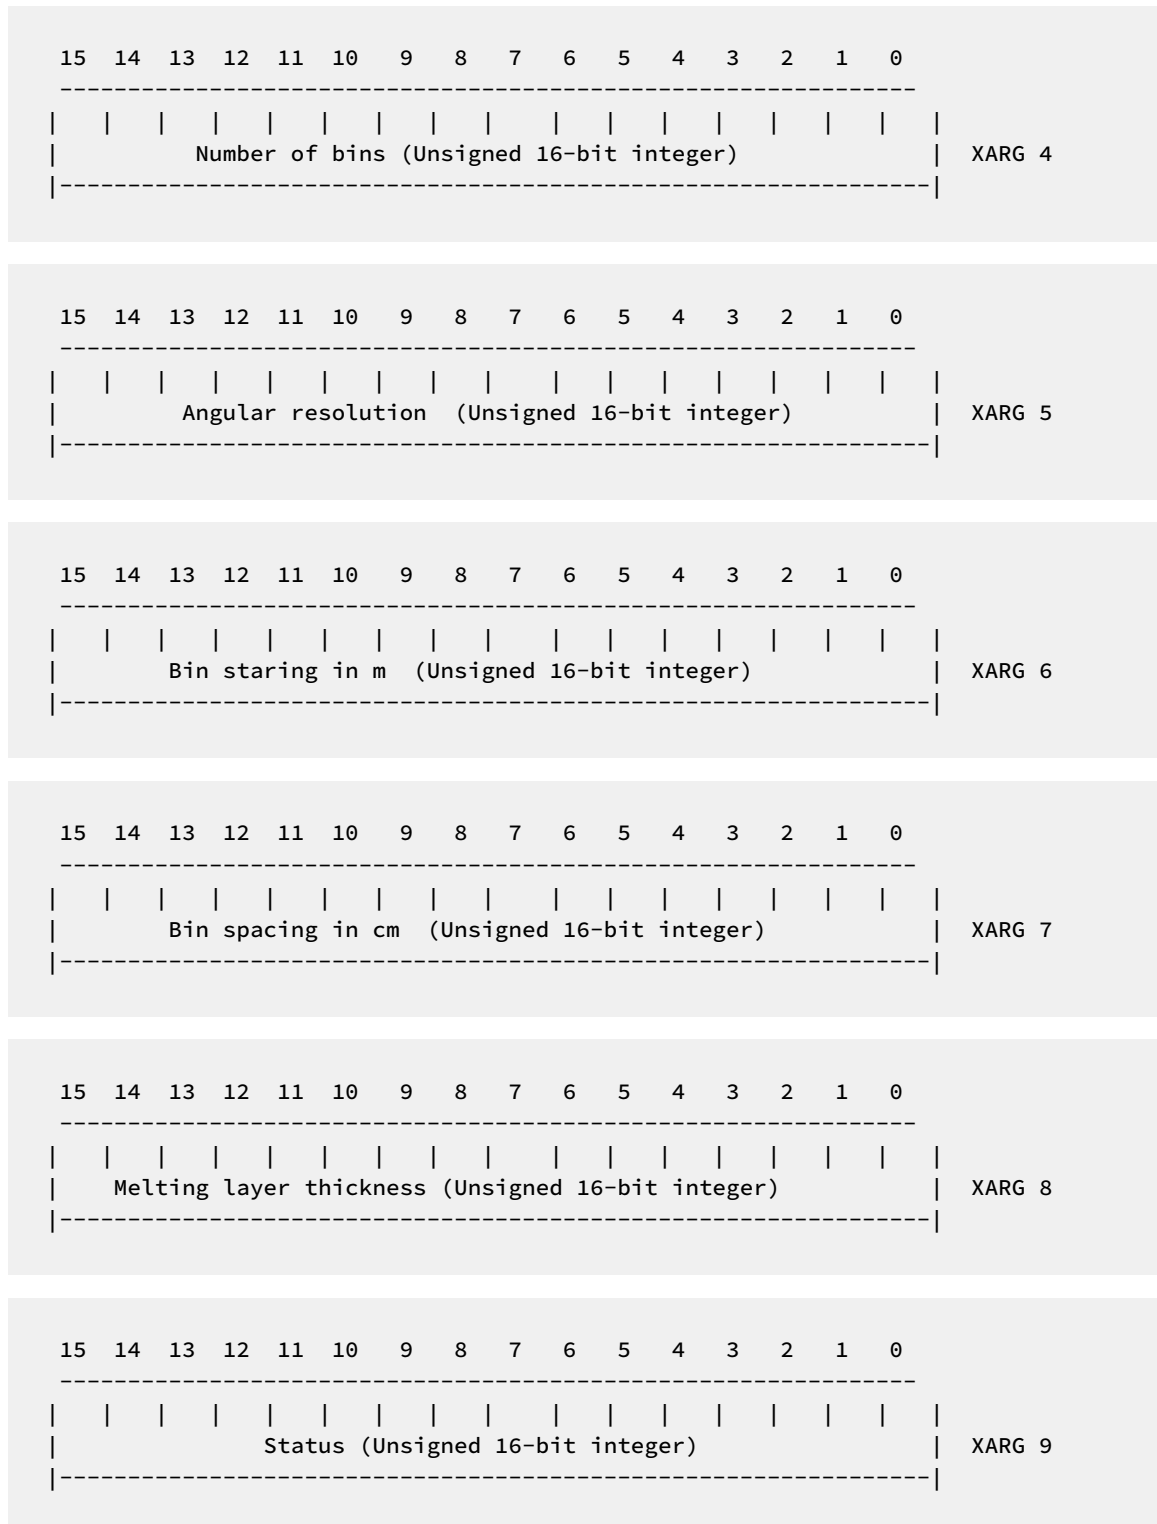 15 14 13 12 11 10 9 8 7 6 5 4 3 2 1 0
---------------------------------------------------------------
| | | | | | | | | | | | | | | | |
| Number of bins (Unsigned 16-bit integer) | XARG 4
|----------------------------------------------------------------|
15 14 13 12 11 10 9 8 7 6 5 4 3 2 1 0
---------------------------------------------------------------
| | | | | | | | | | | | | | | | |
| Angular resolution (Unsigned 16-bit integer) | XARG 5
|----------------------------------------------------------------|
15 14 13 12 11 10 9 8 7 6 5 4 3 2 1 0
---------------------------------------------------------------
| | | | | | | | | | | | | | | | |
| Bin staring in m (Unsigned 16-bit integer) | XARG 6
|----------------------------------------------------------------|
15 14 13 12 11 10 9 8 7 6 5 4 3 2 1 0
---------------------------------------------------------------
| | | | | | | | | | | | | | | | |
| Bin spacing in cm (Unsigned 16-bit integer) | XARG 7
|----------------------------------------------------------------|
15 14 13 12 11 10 9 8 7 6 5 4 3 2 1 0
---------------------------------------------------------------
| | | | | | | | | | | | | | | | |
| Melting layer thickness (Unsigned 16-bit integer) | XARG 8
|----------------------------------------------------------------|
15 14 13 12 11 10 9 8 7 6 5 4 3 2 1 0
---------------------------------------------------------------
| | | | | | | | | | | | | | | | |
| Status (Unsigned 16-bit integer) | XARG 9
|----------------------------------------------------------------|